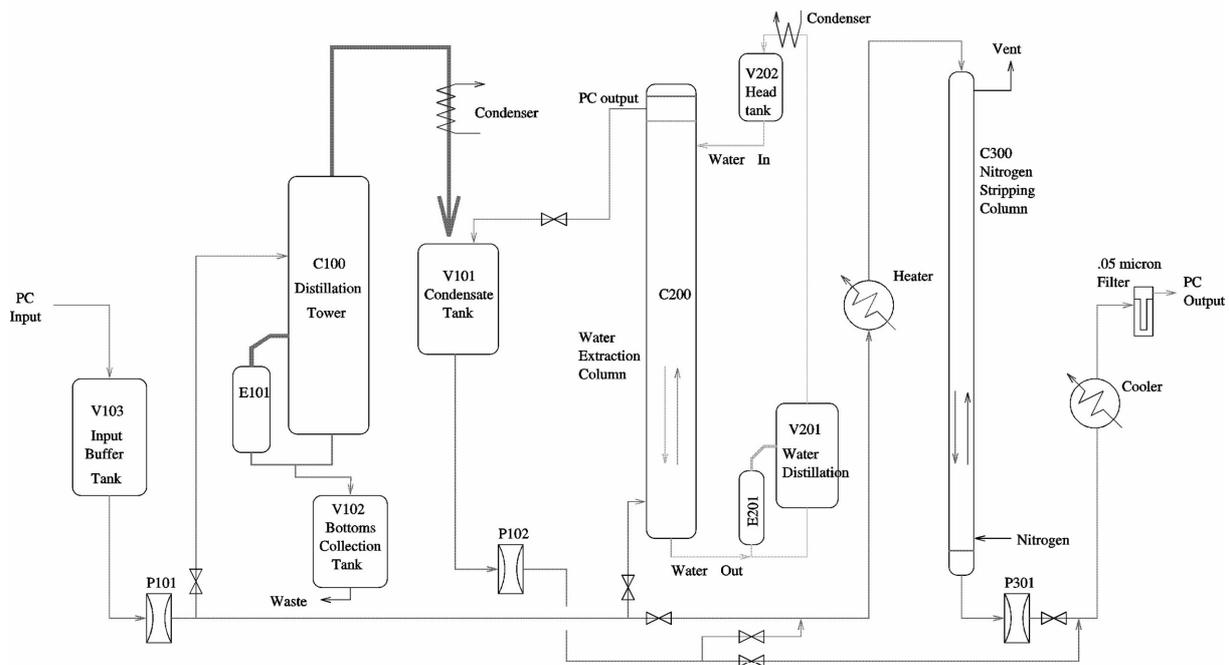 Condenser
V202
Head
tank
Vent
PC output
Condenser
Water In
C300
Nitrogen
Stripping
Column
C100
Distillation
Tower
V101
Condensate
Tank
C200
Heater
.05 micron
Filter
PC
Output
PC
Input
Water
Extraction
Column
E101
Cooler
V103
Input
Buffer
Tank
V201
Water
Distillation
E201
V102
Bottoms
Collection
Tank
P102
Nitrogen
Water Out
P101
Waste
P301